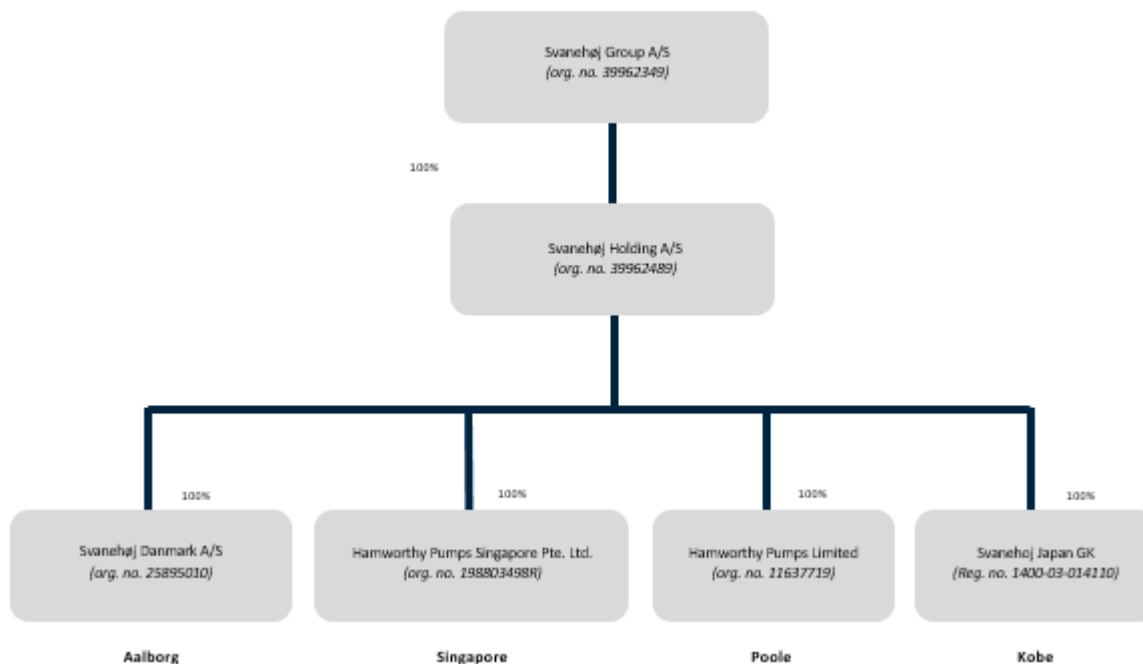 Svanehøj Group A/S
(org. no. 39962349)
100%
Svanehøj Holding A/S
(org. no. 39962489)
100%
100%
100%
100%
Svanehøj Danmark A/S
(org. no. 25895010)
Hamworthy Pumps Singapore Pte. Ltd.
(org. no. 198803498R)
Hamworthy Pumps Limited
(org. no. 11637719)
Svanehoj Japan GK
(Reg. no. 1400-03-014110)
Aalborg
Singapore
Poole
Kobe